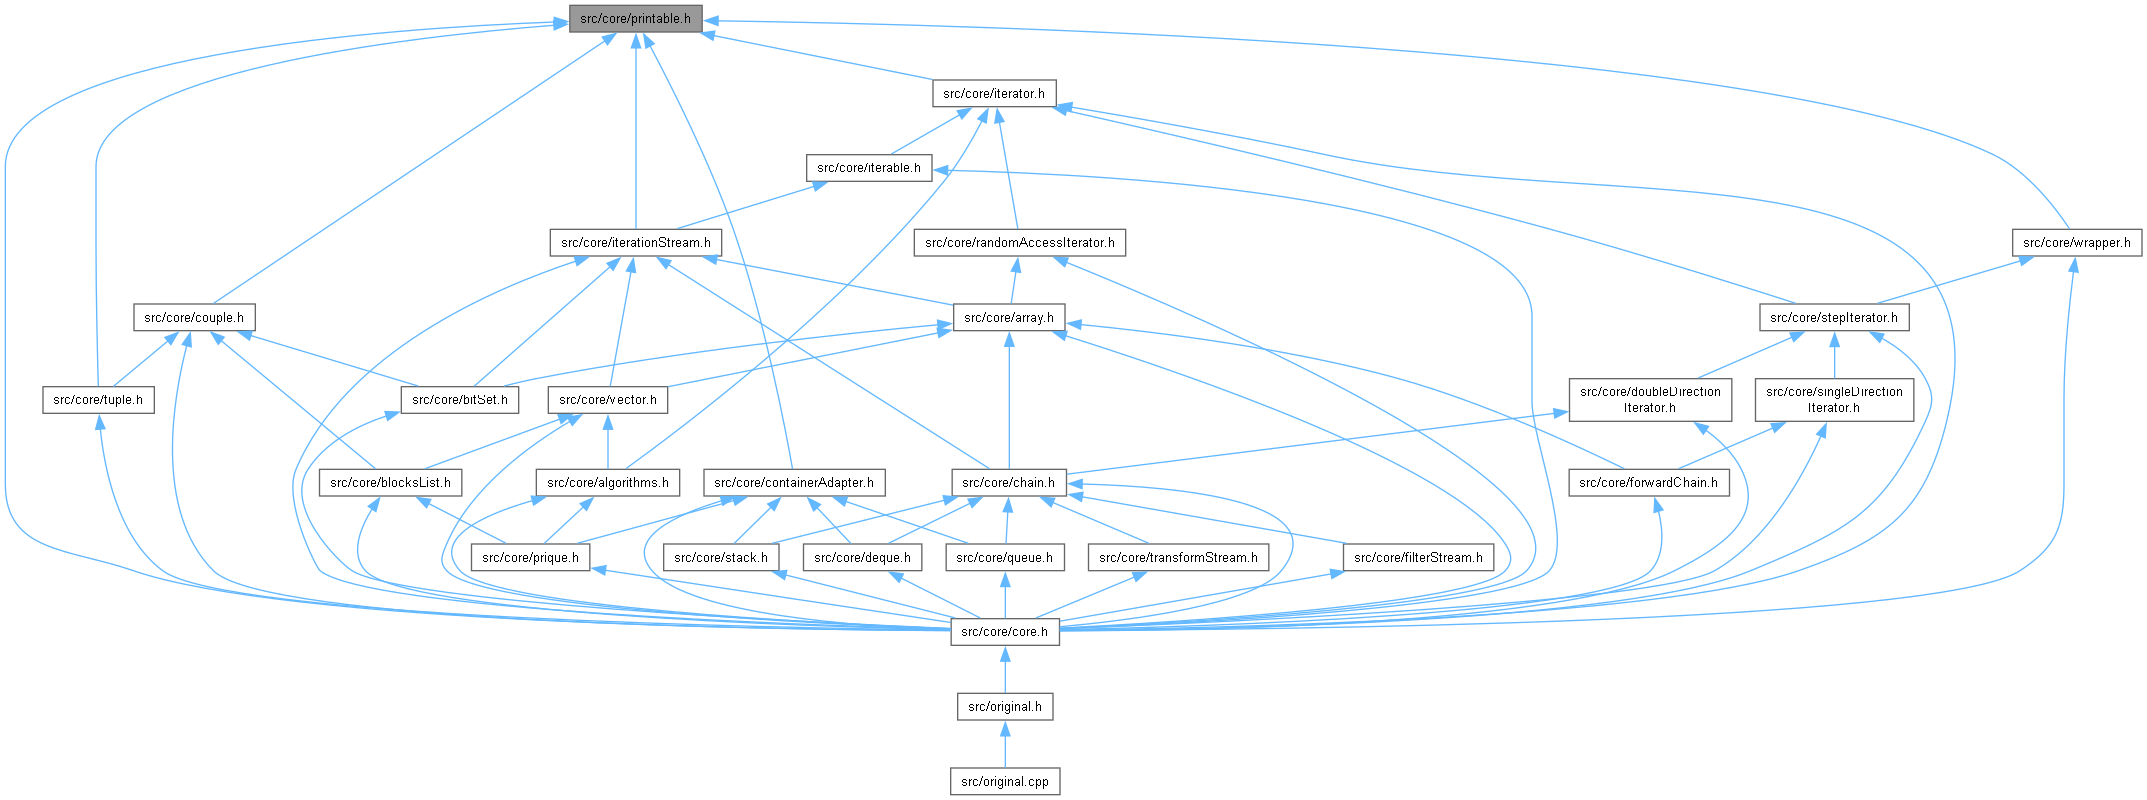 src/core/printable.h
src/core/iterator.h
src/core/iterable.h
src/core/iterationStream.h
src/core/randomAccessIterator.h
src/core/wrapper.h
src/core/couple.h
src/core/array.h
src/core/stepIterator.h
src/core/tuple.h
src/core/bitSet.h
src/core/vector.h
src/core/doubleDirection
Iterator.h
src/core/singleDirection
Iterator.h
src/core/blocksList.h
src/core/algorithms.h
src/core/containerAdapter.h
src/core/chain.h
src/core/forwardChain.h
src/core/prique.h
src/core/stack.h
src/core/deque.h
src/core/queue.h
src/core/transformStream.h
src/core/filterStream.h
src/core/core.h
src/original.h
src/original.cpp